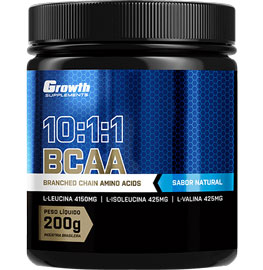 Growth
SUPPLEMENTS
10:1:1
BCAA
BRANCHED CHAIN AMINO ACIDS
SABOR NATURAL
L-LEUCINA 4150MG | L-ISOLEUCINA 425MG | L-VALINA 425MG
PESO LÍQUIDO
200g
INDÚSTRIA BRASILEIRA